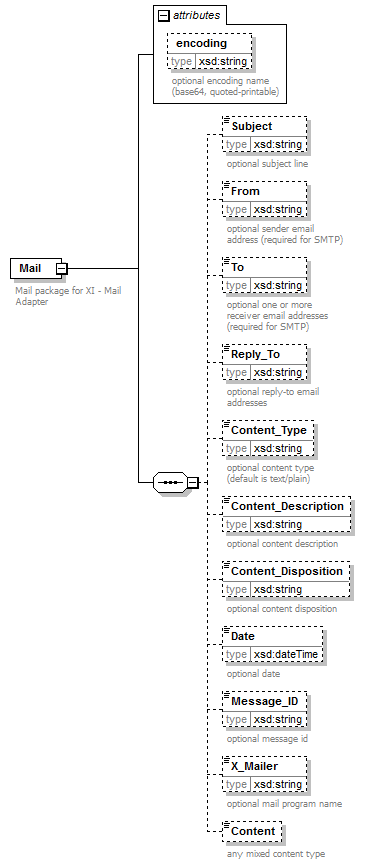 attributes
encoding
type xsd:string
optional encoding name
(base64, quoted-printable)
Mail
Mail package for XI - Mail
Adapter
Subject
type xsd:string
optional subject line
From
type xsd:string
optional sender email
address (required for SMTP)
To
type xsd:string
optional one or more
receiver email addresses
(required for SMTP)
Reply_To
type xsd:string
optional reply-to email
addresses
Content_Type
type xsd:string
optional content type
(default is text/plain)
Content_Description
type xsd:string
optional content description
Content_Disposition
type xsd:string
optional content disposition
Date
type xsd:dateTime
optional date
Message_ID
type xsd:string
optional message id
X_Mailer
type xsd:string
optional mail program name
Content
any mixed content type